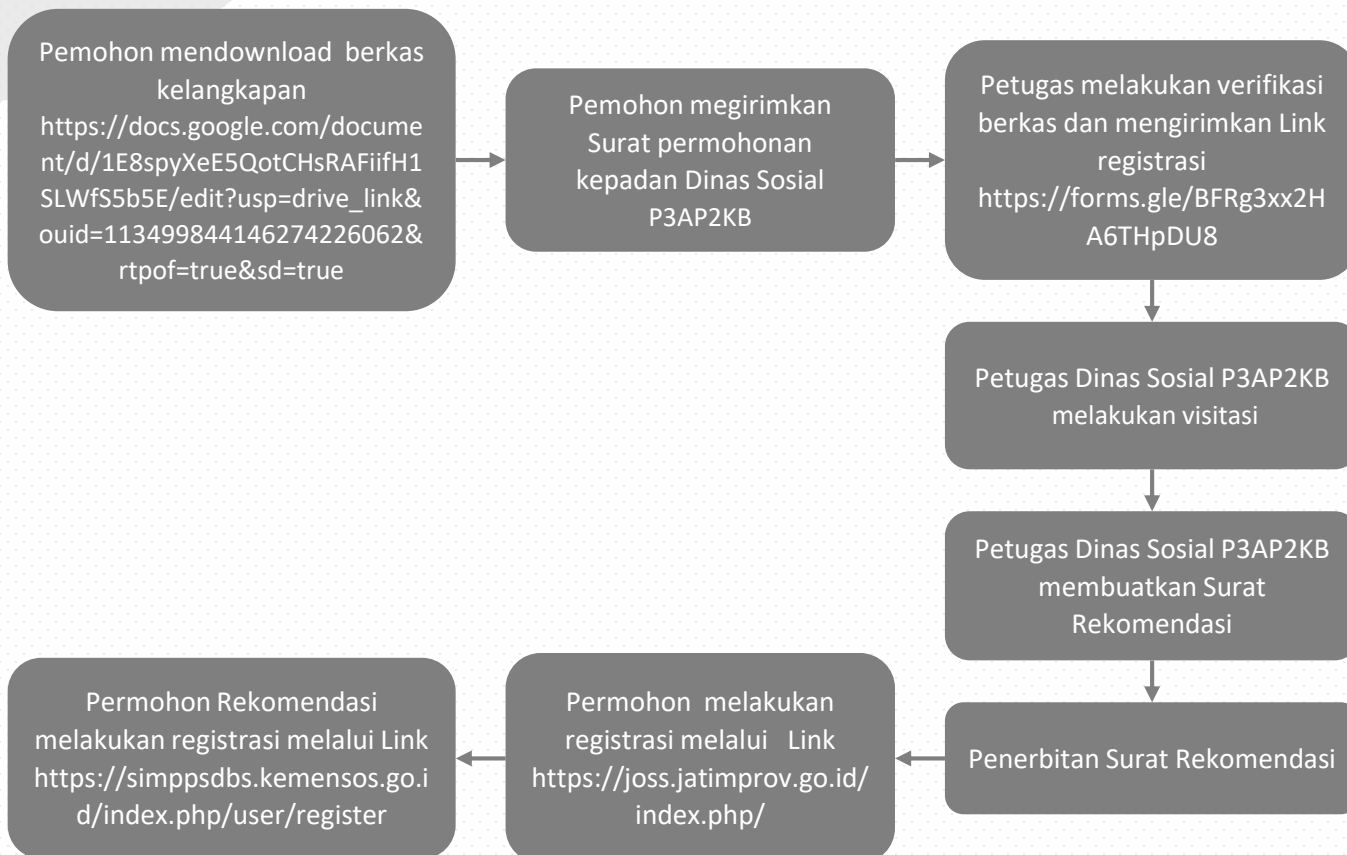 Pemohon mendownload  berkas
kelangkapan
https://docs.google.com/docume
nt/d/1E8spyXeE5QotCHsRAFiifH1
SLWfS5b5E/edit?usp=drive_link&
ouid=113499844146274226062&
rtpof=true&sd=true
Pemohon megirimkan
Surat permohonan
kepadan Dinas Sosial
P3AP2KB
Petugas melakukan verifikasi
berkas dan mengirimkan Link
registrasi
https://forms.gle/BFRg3xx2H
A6THpDU8
Petugas Dinas Sosial P3AP2KB
melakukan visitasi
Petugas Dinas Sosial P3AP2KB
membuatkan Surat
Rekomendasi
Penerbitan Surat Rekomendasi
Permohon  melakukan
registrasi melalui   Link
https://joss.jatimprov.go.id/
index.php/
Permohon Rekomendasi
melakukan registrasi melalui Link
https://simppsdbs.kemensos.go.i
d/index.php/user/register